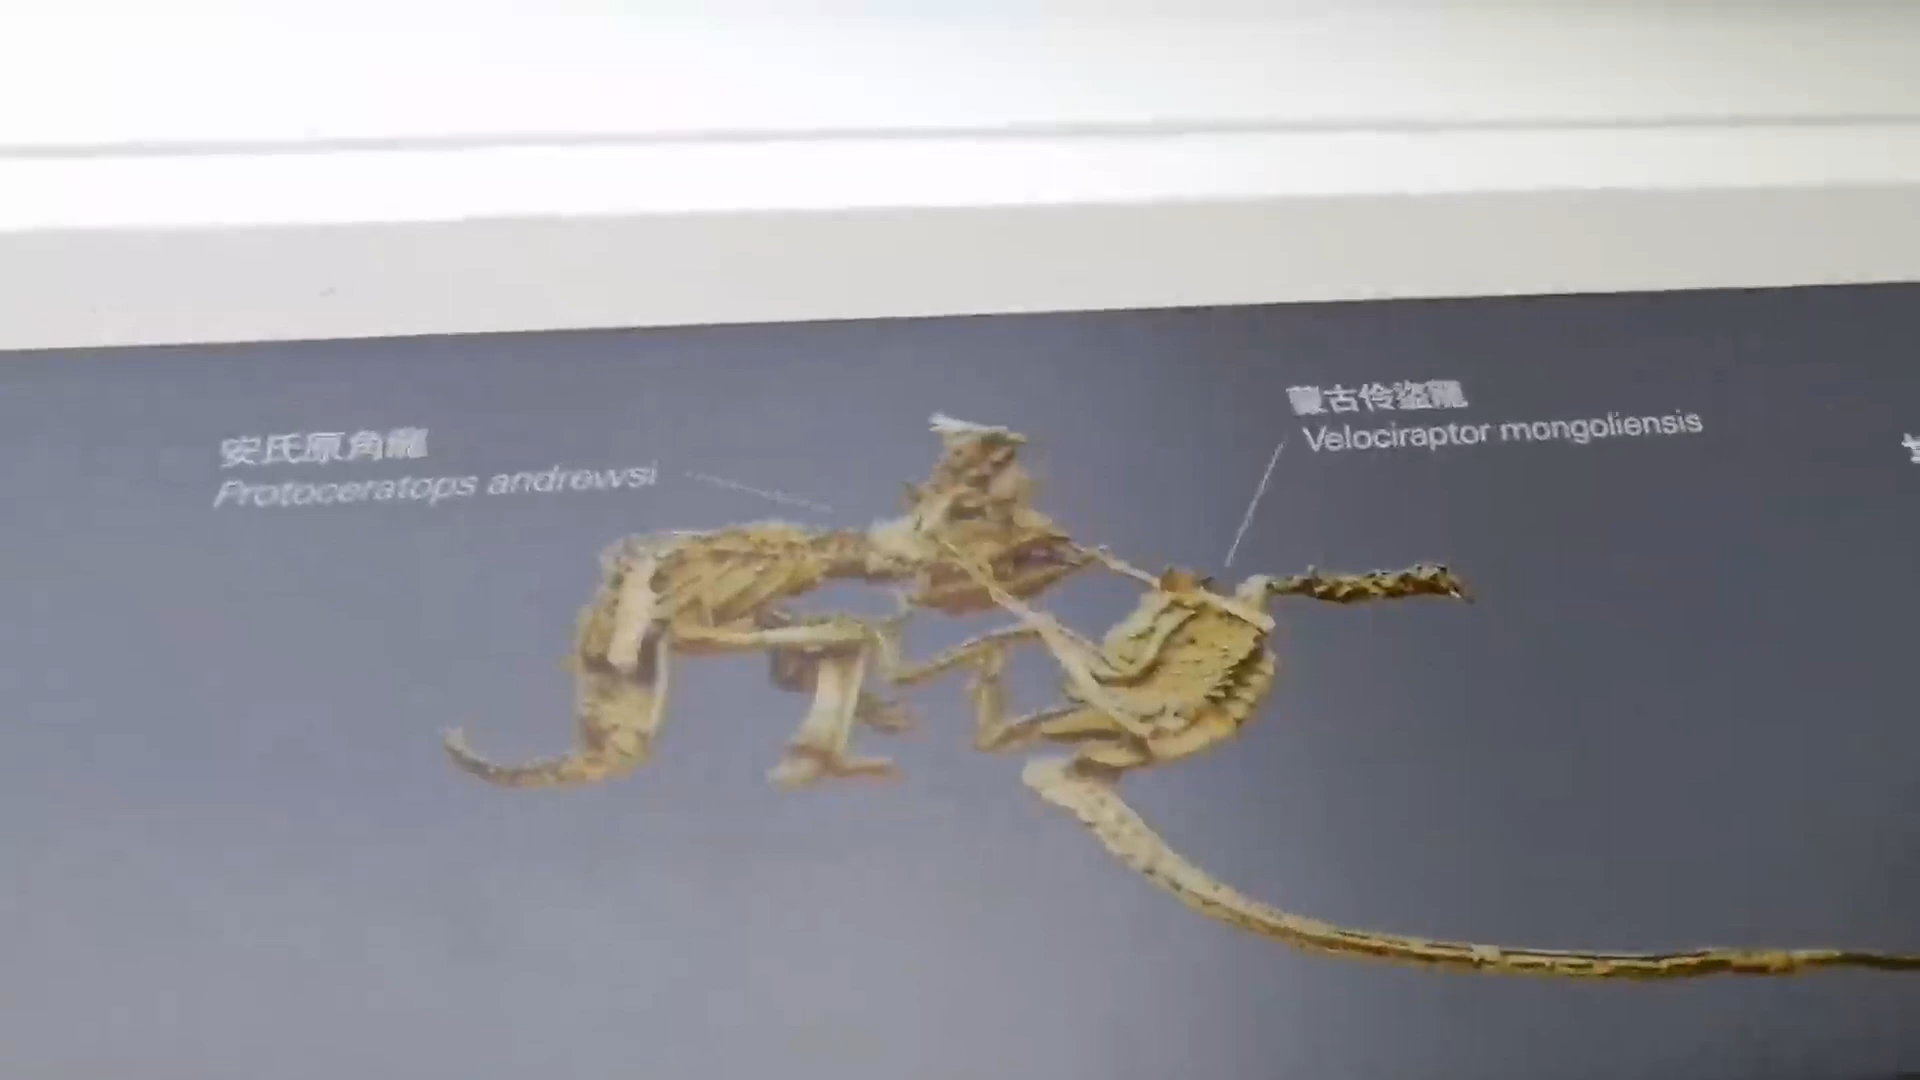 安氏原角龍
Protoceratops andrewsi
蒙古伶盜龍
Velociraptor mongoliensis